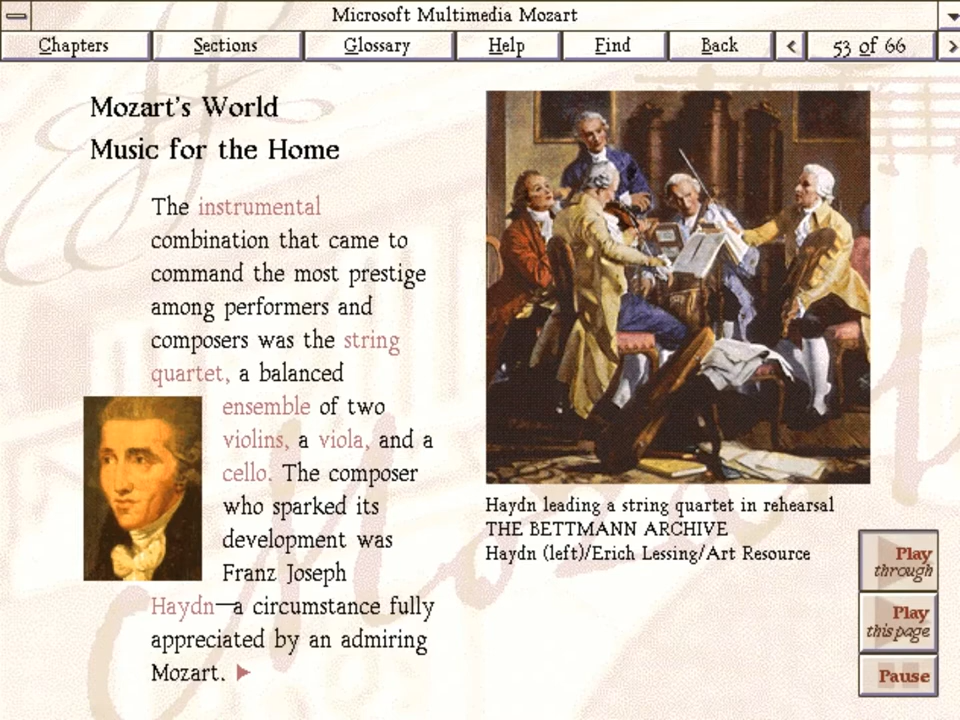 Microsoft Multimedia Mozart
Chapters Sections Glossary Help Find Back < 53 of 66 >
Mozart's World
Music for the Home
The instrumental
combination that came to
command the most prestige
among performers and
composers was the string
quartet, a balanced
ensemble of two
violins, a viola, and a
cello. The composer
who sparked its
development was
Franz Joseph
Haydn—a circumstance fully
appreciated by an admiring
Mozart.
Haydn leading a string quartet in rehearsal
THE BETTMANN ARCHIVE
Haydn (left)/Erich Lessing/Art Resource
Play
through
Play
this page
Pause